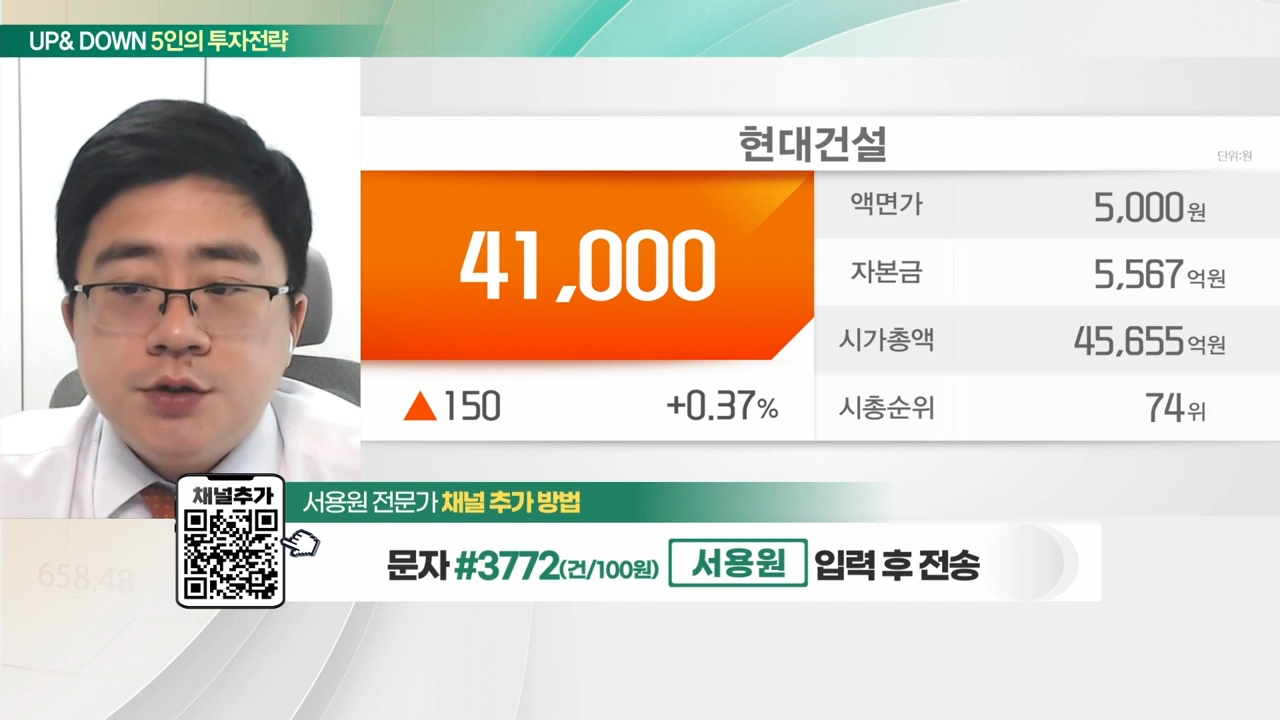 UP& DOWN 5인의 투자전략
현대건설
단위:원
41,000
▲150 +0.37%
액면가 5,000원
자본금 5,567억원
시가총액 45,655억원
시총순위 74위
채널추가
서용원 전문가 채널 추가 방법
문자 #3772(건/100원) 서용원 입력 후 전송
658.48